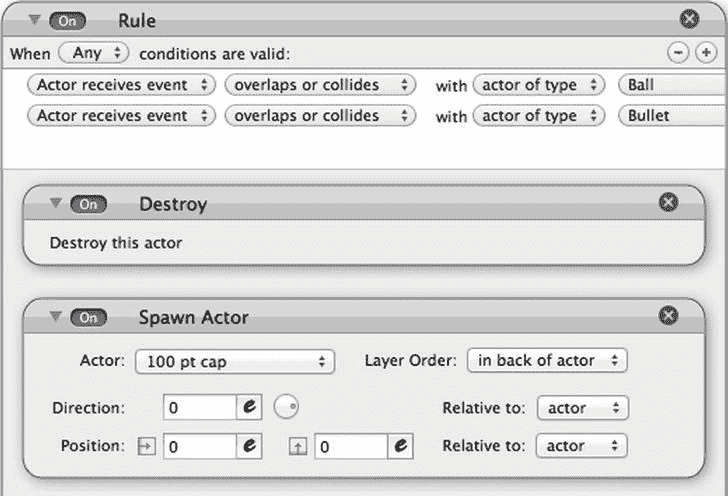 On Rule
When Any conditions are valid:
Actor receives event overlaps or collides with actor of type Ball
Actor receives event overlaps or collides with actor of type Bullet
On Destroy
Destroy this actor
On Spawn Actor
Actor: 100 pt cap Layer Order: in back of actor
Direction: 0 e Relative to: actor
Position: 0 e 0 e Relative to: actor